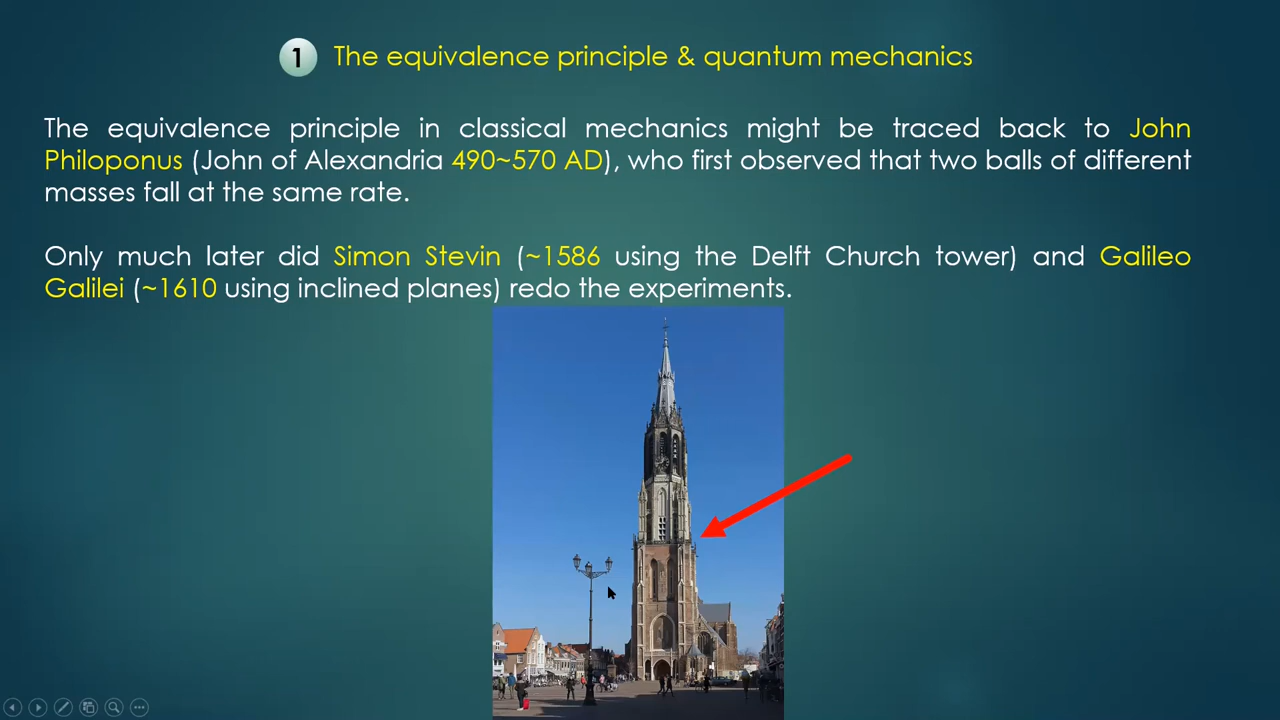 1 The equivalence principle & quantum mechanics
The equivalence principle in classical mechanics might be traced back to John
Philoponus (John of Alexandria 490~570 AD), who first observed that two balls of different
masses fall at the same rate.
Only much later did Simon Stevin (~1586 using the Delft Church tower) and Galileo
Galilei (~1610 using inclined planes) redo the experiments.